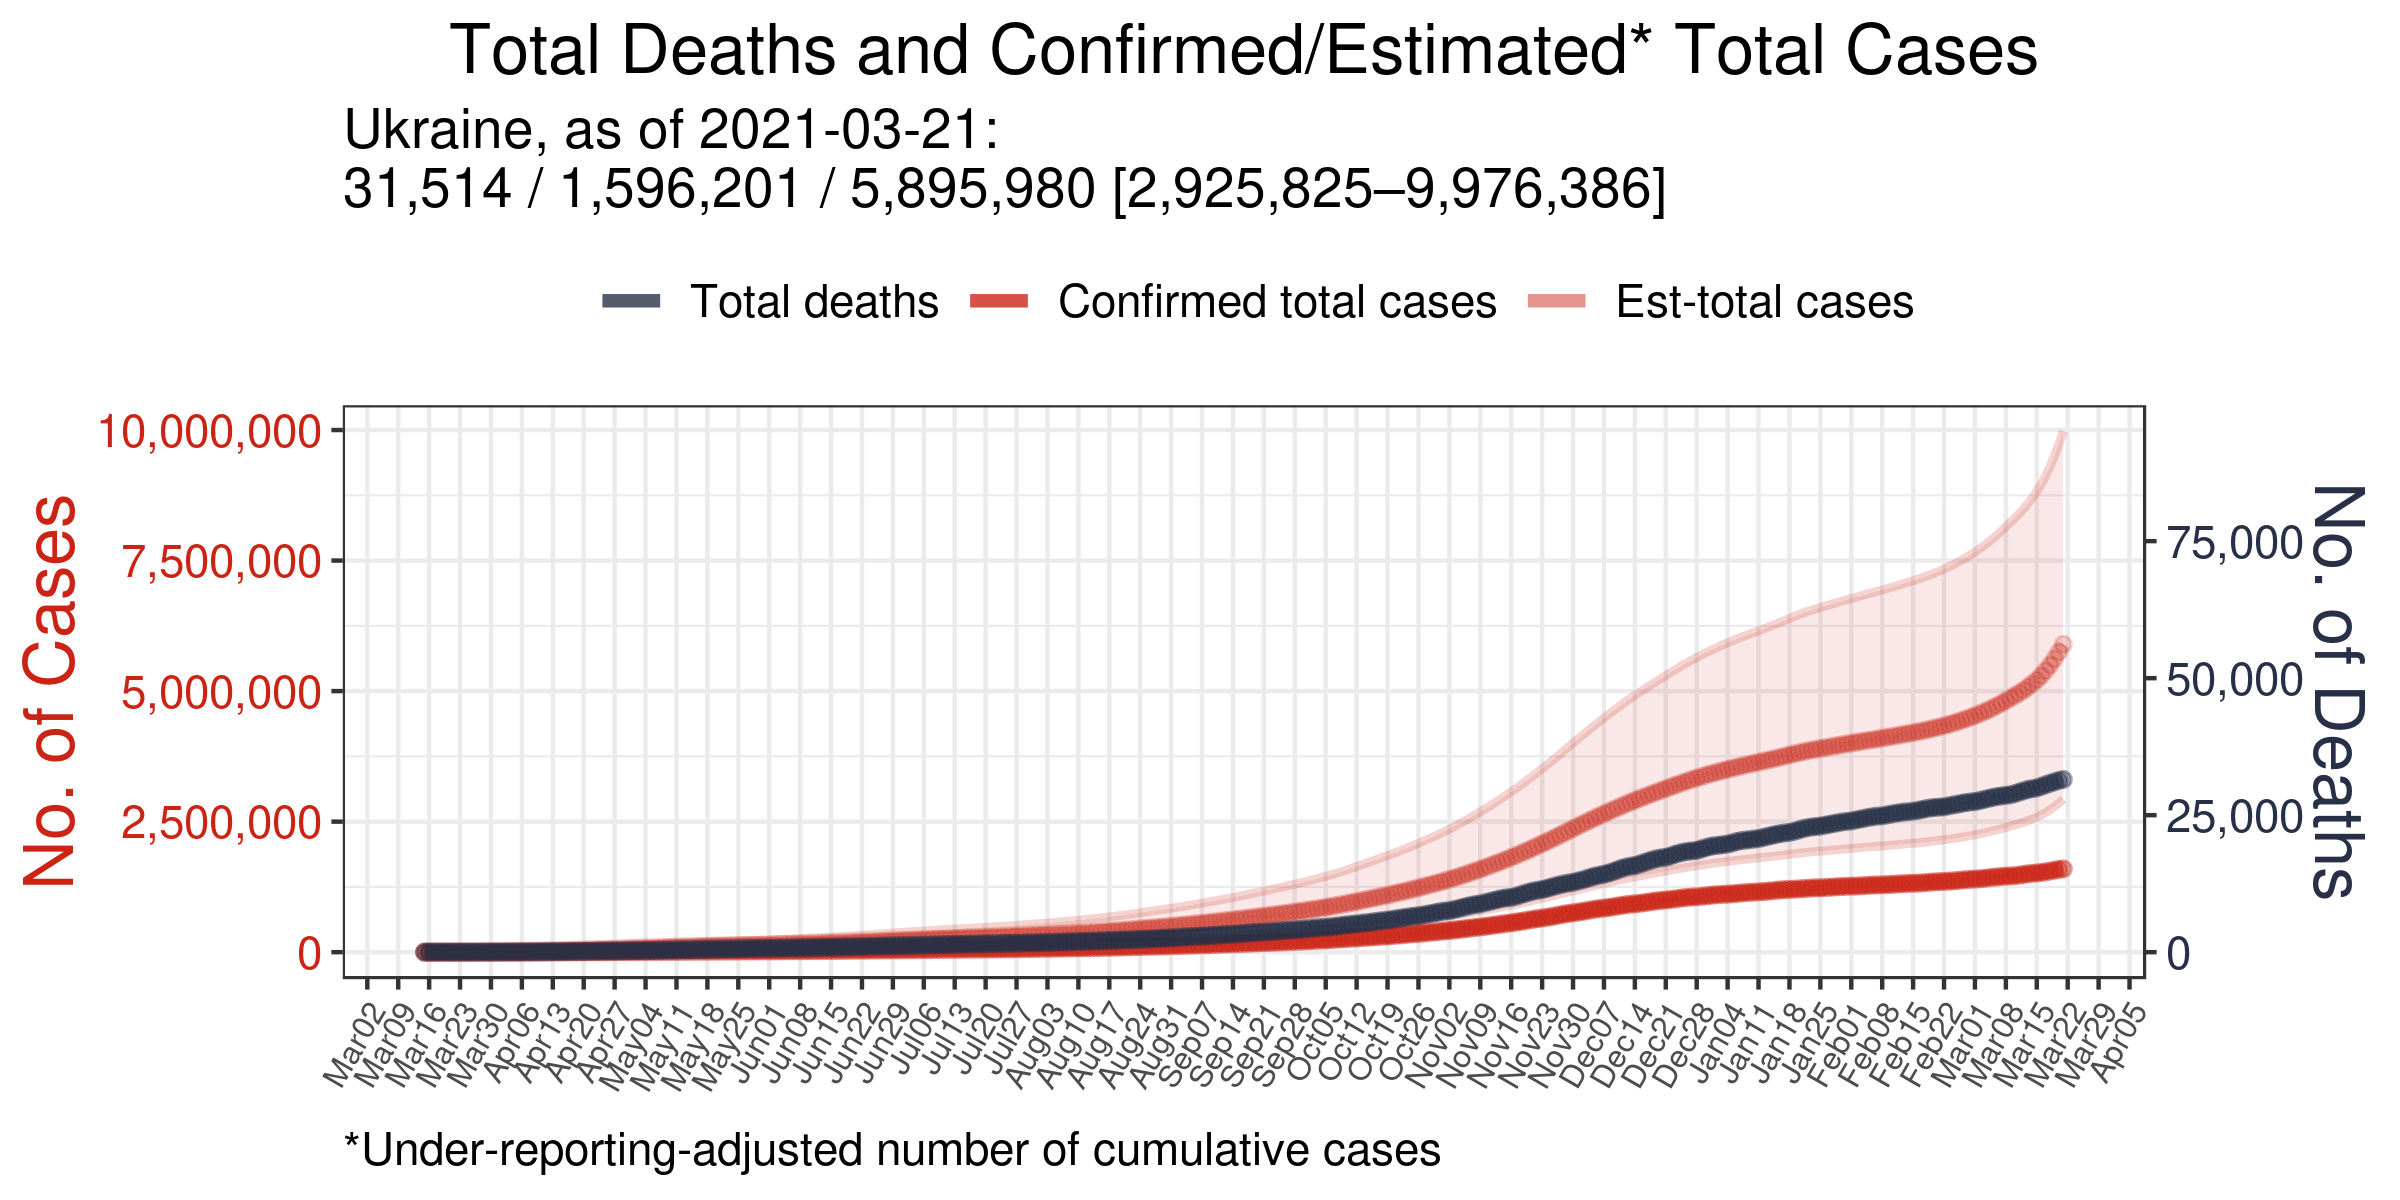 Total Deaths and Confirmed/Estimated* Total Cases
Ukraine, as of 2021-03-21:
31,514 / 1,596,201 / 5,895,980 [2,925,825–9,976,386]
Total deaths
Confirmed total cases
Est-total cases
No. of Cases
10,000,000
7,500,000
5,000,000
2,500,000
0
75,000
50,000
25,000
0
No. of Deaths
Mar02
Mar09
Mar16
Mar23
Mar30
Apr06
Apr13
Apr20
Apr27
May04
May11
May18
May25
Jun01
Jun08
Jun15
Jun22
Jun29
Jul06
Jul13
Jul20
Jul27
Aug03
Aug10
Aug17
Aug24
Aug31
Sep07
Sep14
Sep21
Sep28
Oct05
Oct12
Oct19
Oct26
Nov02
Nov09
Nov16
Nov23
Nov30
Dec07
Dec14
Dec21
Dec28
Jan04
Jan11
Jan18
Jan25
Feb01
Feb08
Feb15
Feb22
Mar01
Mar08
Mar15
Mar22
Mar29
Apr05
*Under-reporting-adjusted number of cumulative cases